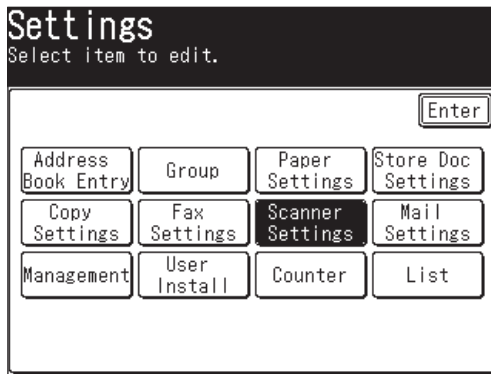 Settings
Select item to edit.
Enter
Address
Book Entry
Group
Paper
Settings
Store Doc
Settings
Copy
Settings
Fax
Settings
Scanner
Settings
Mail
Settings
Management
User
Install
Counter
List